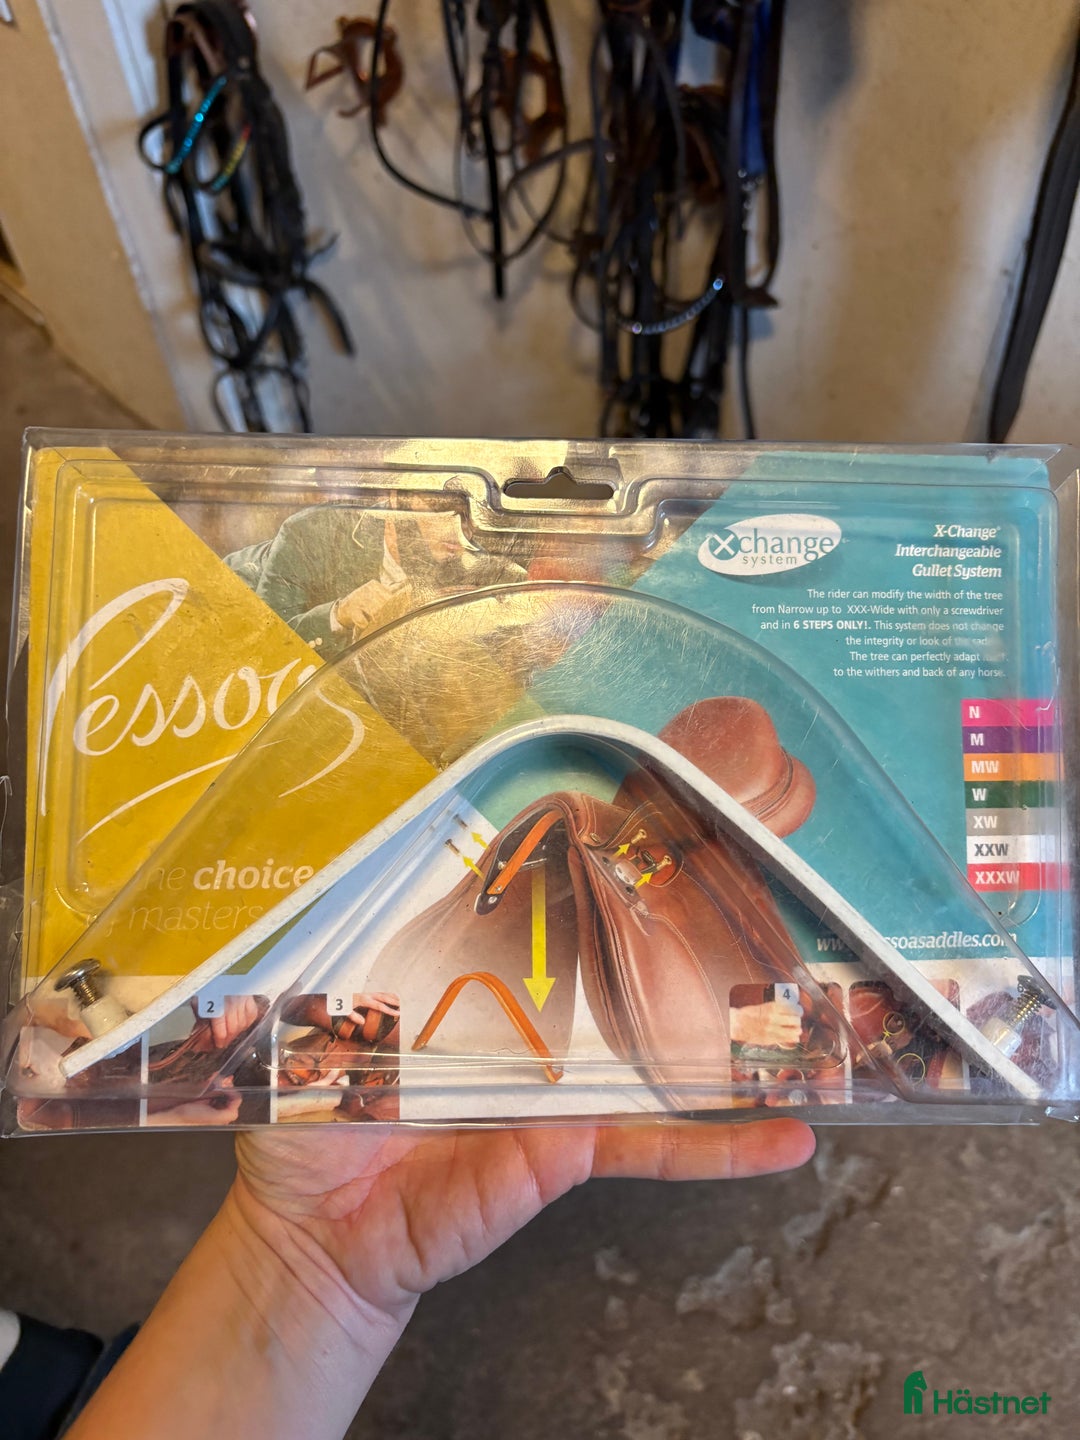 Pessoa
choice
masters
xchange
system
X-Change®
Interchangeable
Gullet System
The rider can modify the width of the tree
from Narrow up to XXX-Wide with only a screwdriver
and in 6 STEPS ONLY!. This system does not change
the integrity or look of the
The tree can perfectly adapt
to the withers and back of any horse.
N
M
MW
W
XW
XXW
XXXW
2
3
4
Hästnet